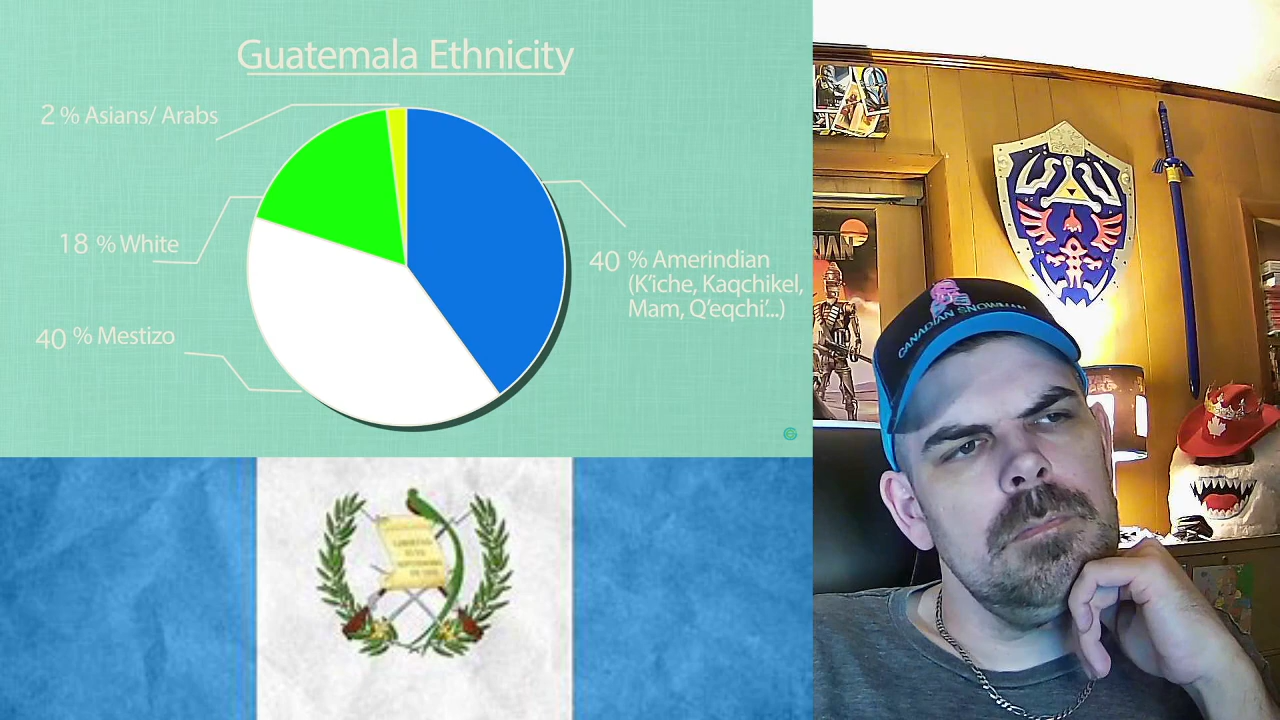 Guatemala Ethnicity
2 % Asians/ Arabs
18 % White
40 % Mestizo
40 % Amerindian
(K'iche, Kaqchikel,
Mam, Q'eqchi'...)
CANADIAN SNOWMAN